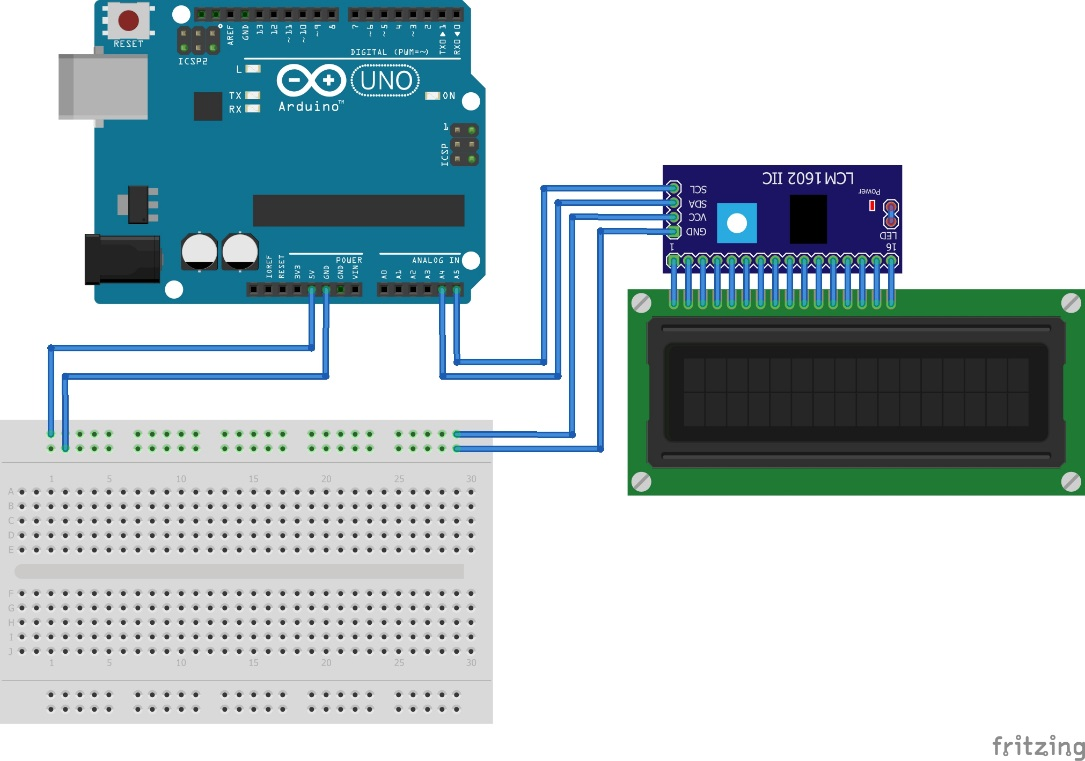 RESET
ICSP2
AREF
GND
13
12
~11
~10
~9
8
7
~6
~5
4
~3
2
TX0▶1
RX0◀0
DIGITAL (PWM=~)
L
TX
RX
UNO
Arduino™
ON
1
ICSP
IOREF
RESET
3V3
5V
GND
GND
VIN
POWER
A0
A1
A2
A3
A4
A5
ANALOG IN
LCM1602 IIC
SCL
SDA
VCC
GND
Power
LED
1
16
1 5 10 15 20 25 30
A
B
C
D
E
F
G
H
I
J
1 5 10 15 20 25 30
fritzing